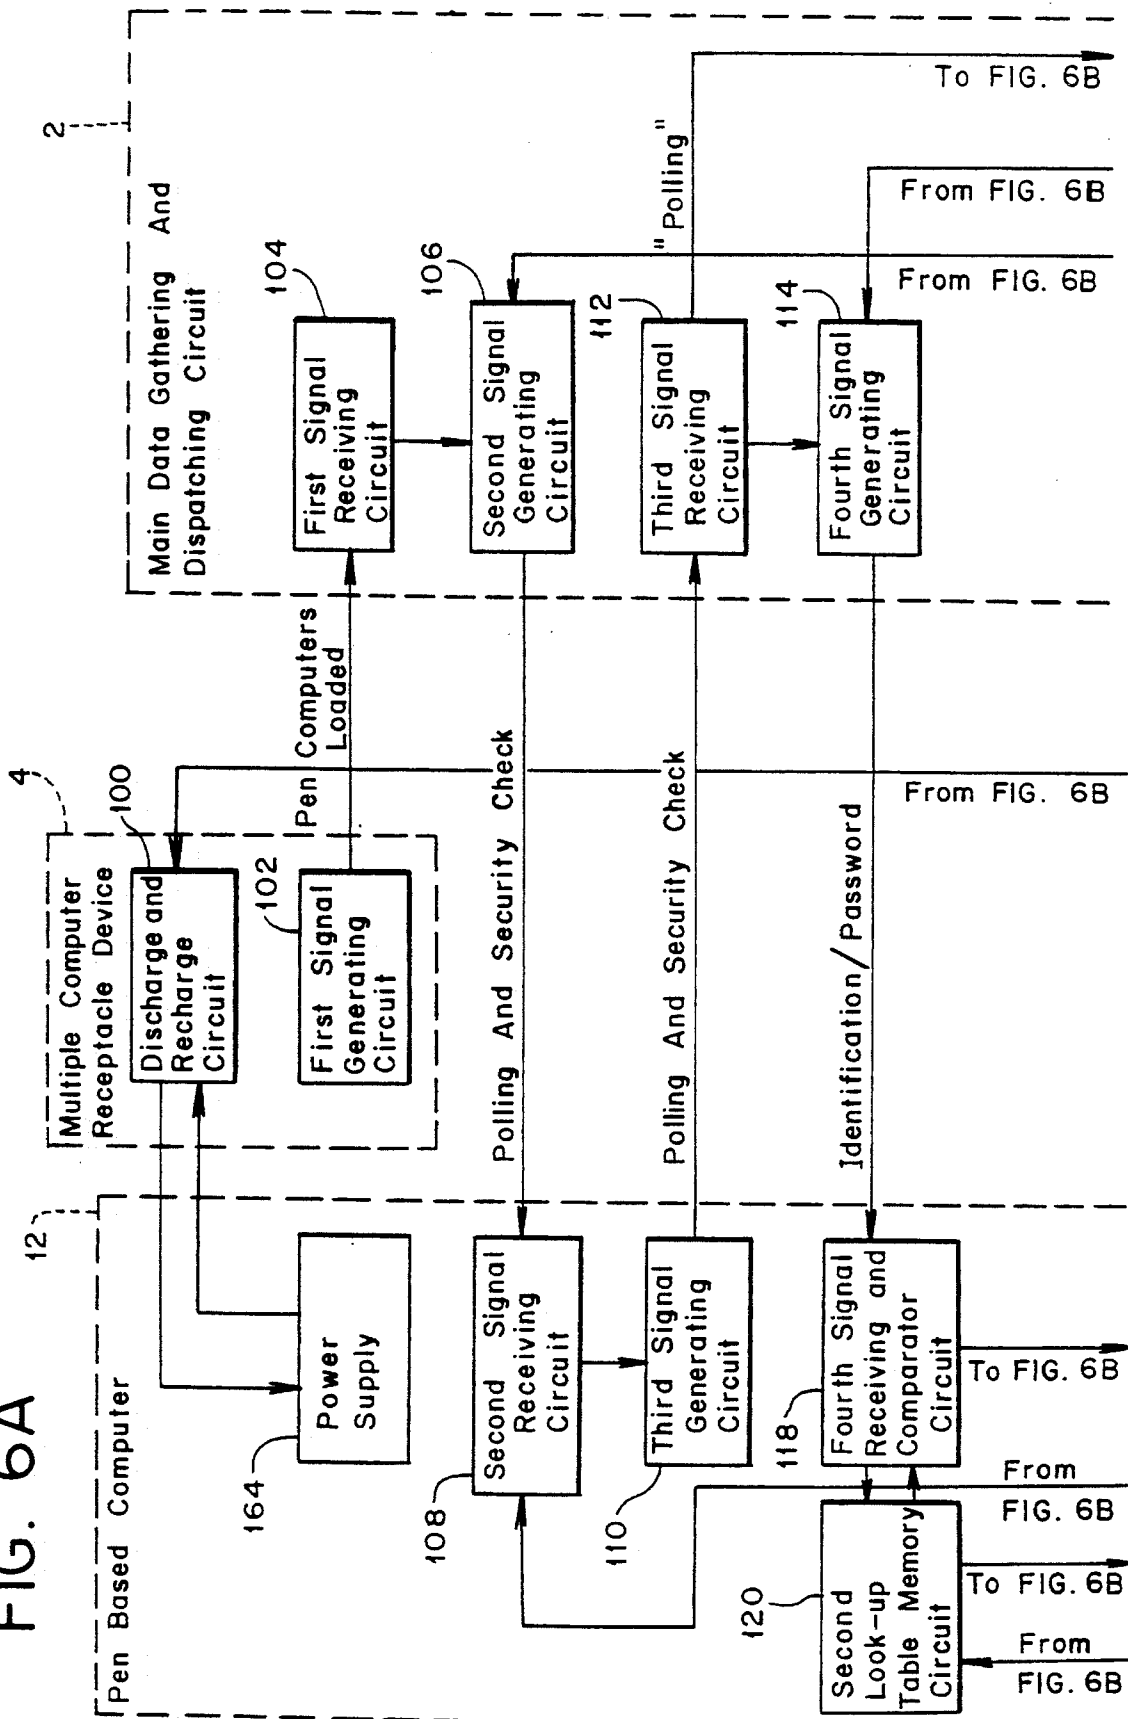 FIG. 6A
Pen Based Computer
12
164
Power
Supply
108
Second Signal
Receiving
Circuit
110
Third Signal
Generating
Circuit
118
Fourth Signal
Receiving and
Comparator
Circuit
To FIG. 6B
From
FIG. 6B
120
Second
Look-up
Table Memory
Circuit
To FIG. 6B
From
FIG. 6B
4
Multiple Computer
Receptacle Device
100
Discharge and
Recharge
Circuit
102
First Signal
Generating
Circuit
Pen Computers
Loaded
Polling And Security Check
Polling And Security Check
Identification/Password
From FIG. 6B
2
Main Data Gathering And
Dispatching Circuit
104
First Signal
Receiving
Circuit
106
Second Signal
Generating
Circuit
112
Third Signal
Receiving
Circuit
"Polling"
114
Fourth Signal
Generating
Circuit
From FIG. 6B
From FIG. 6B
To FIG. 6B